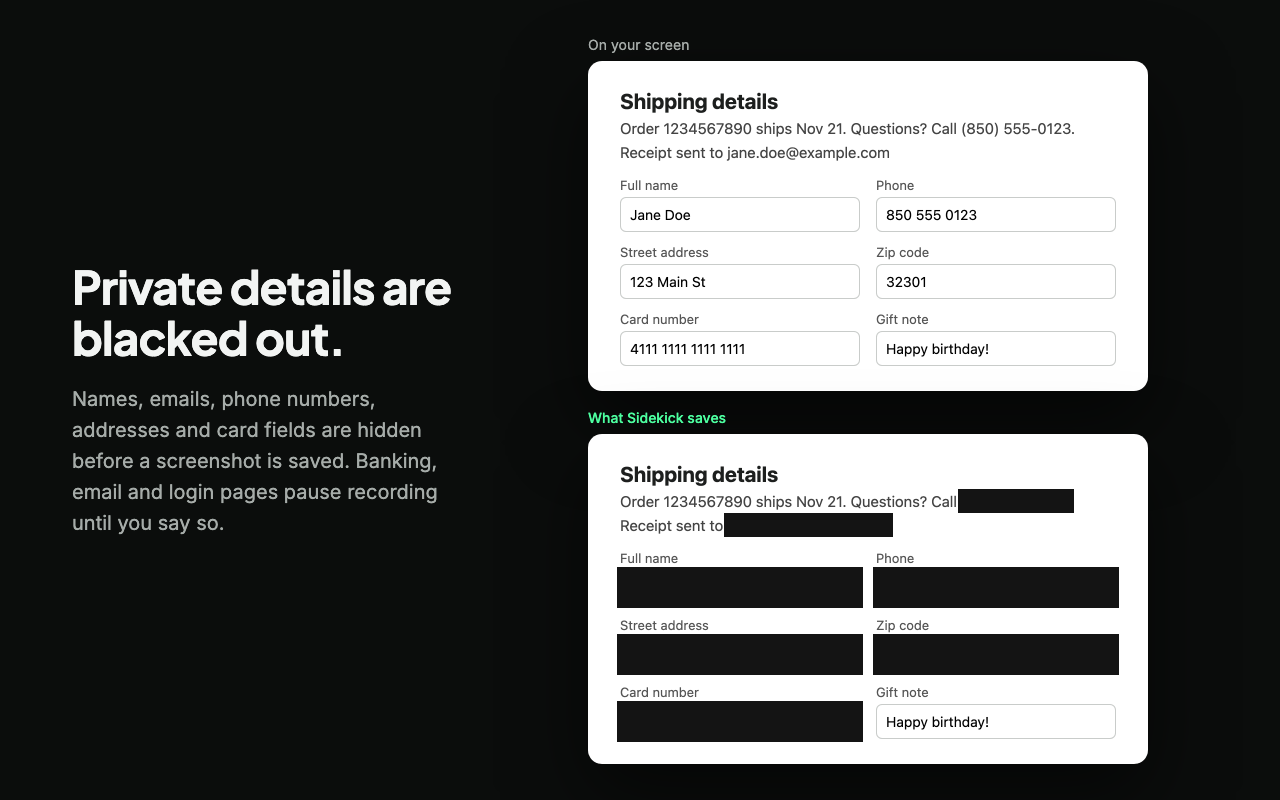 Private details are
blacked out.
Names, emails, phone numbers,
addresses and card fields are hidden
before a screenshot is saved. Banking,
email and login pages pause recording
until you say so.
On your screen
Shipping details
Order 1234567890 ships Nov 21. Questions? Call (850) 555-0123.
Receipt sent to jane.doe@example.com
Full name
Phone
Jane Doe
850 555 0123
Street address
Zip code
123 Main St
32301
Card number
Gift note
4111 1111 1111 1111
Happy birthday!
What Sidekick saves
Shipping details
Order 1234567890 ships Nov 21. Questions? Call
Receipt sent to
Full name
Phone
Street address
Zip code
Card number
Gift note
Happy birthday!